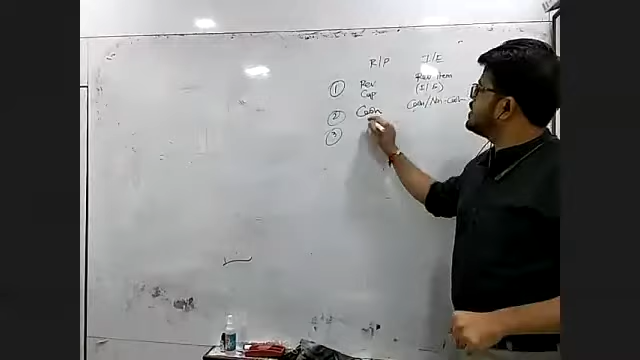 R/P I/E
① Rev Rev item
Cap (I/E)
② Cash Cash/Non-Cash
③